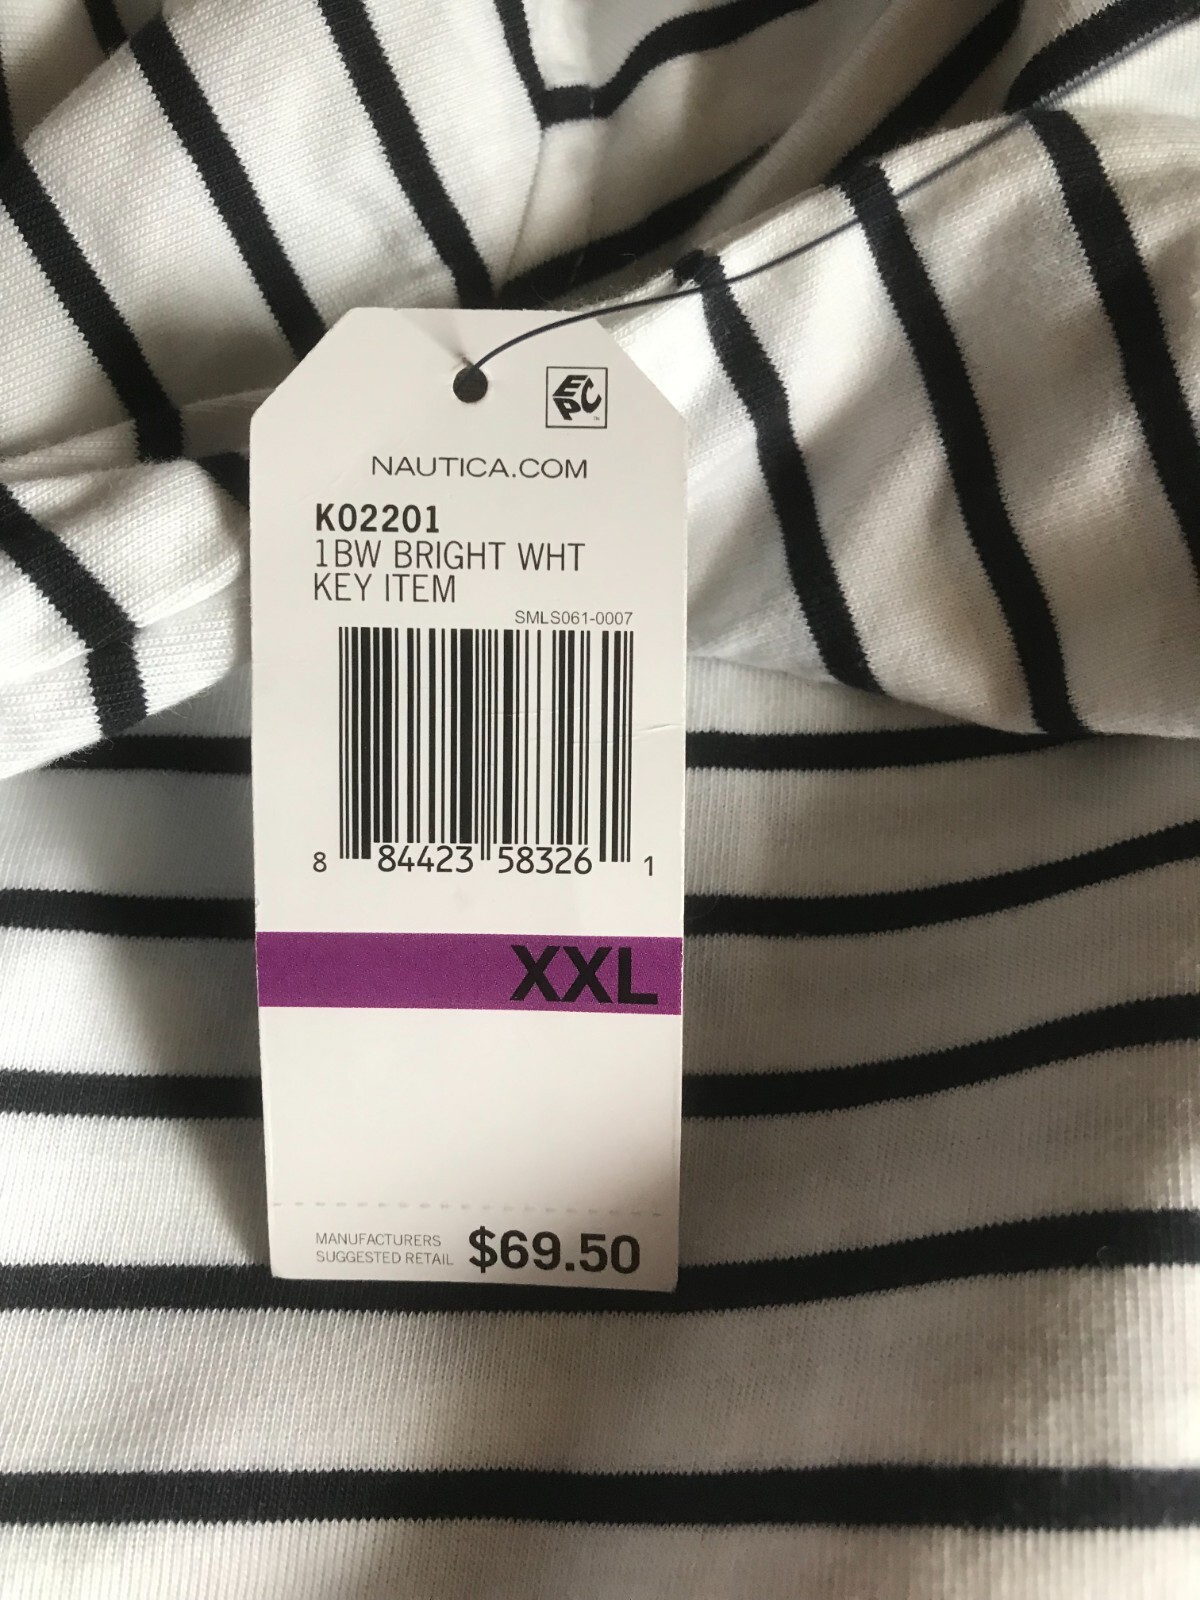 EPC
NAUTICA.COM
K02201
1BW BRIGHT WHT
KEY ITEM
SMLS061-0007
8 84423 58326 1
XXL
MANUFACTURERS
SUGGESTED RETAIL $69.50